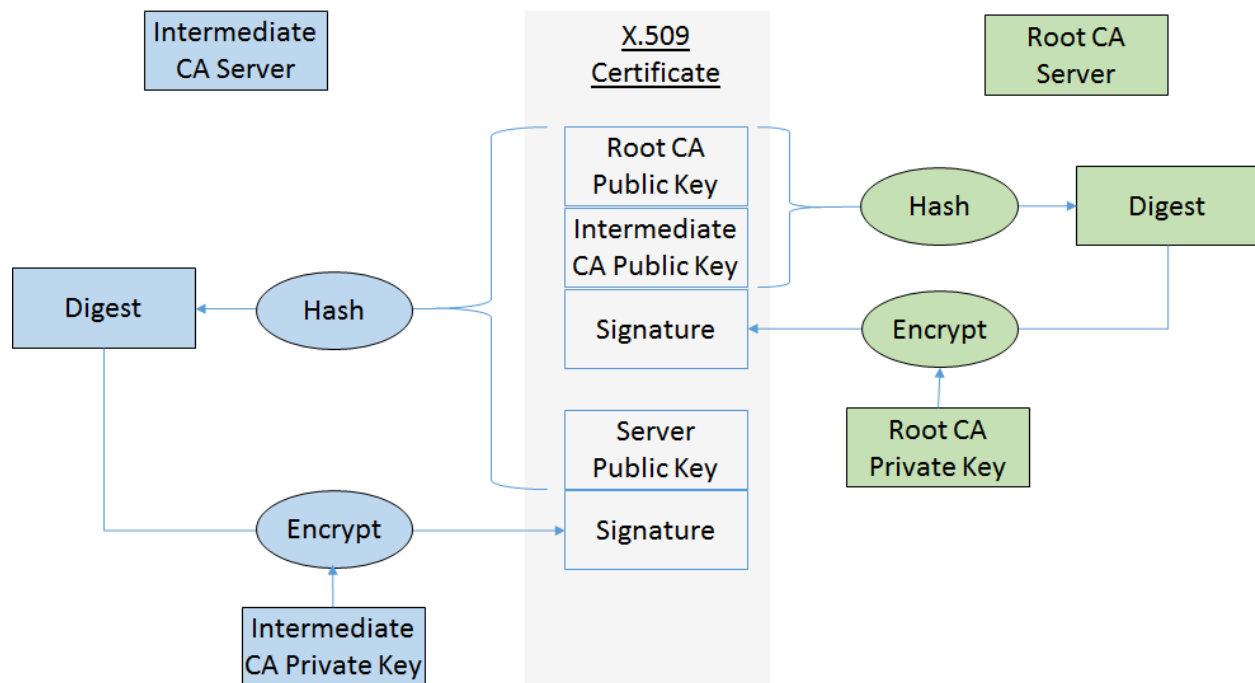 Intermediate
CA Server
X.509
Certificate
Root CA
Server
Root CA
Public Key
Intermediate
CA Public Key
Signature
Server
Public Key
Signature
Hash
Digest
Encrypt
Root CA
Private Key
Digest
Hash
Encrypt
Intermediate
CA Private Key